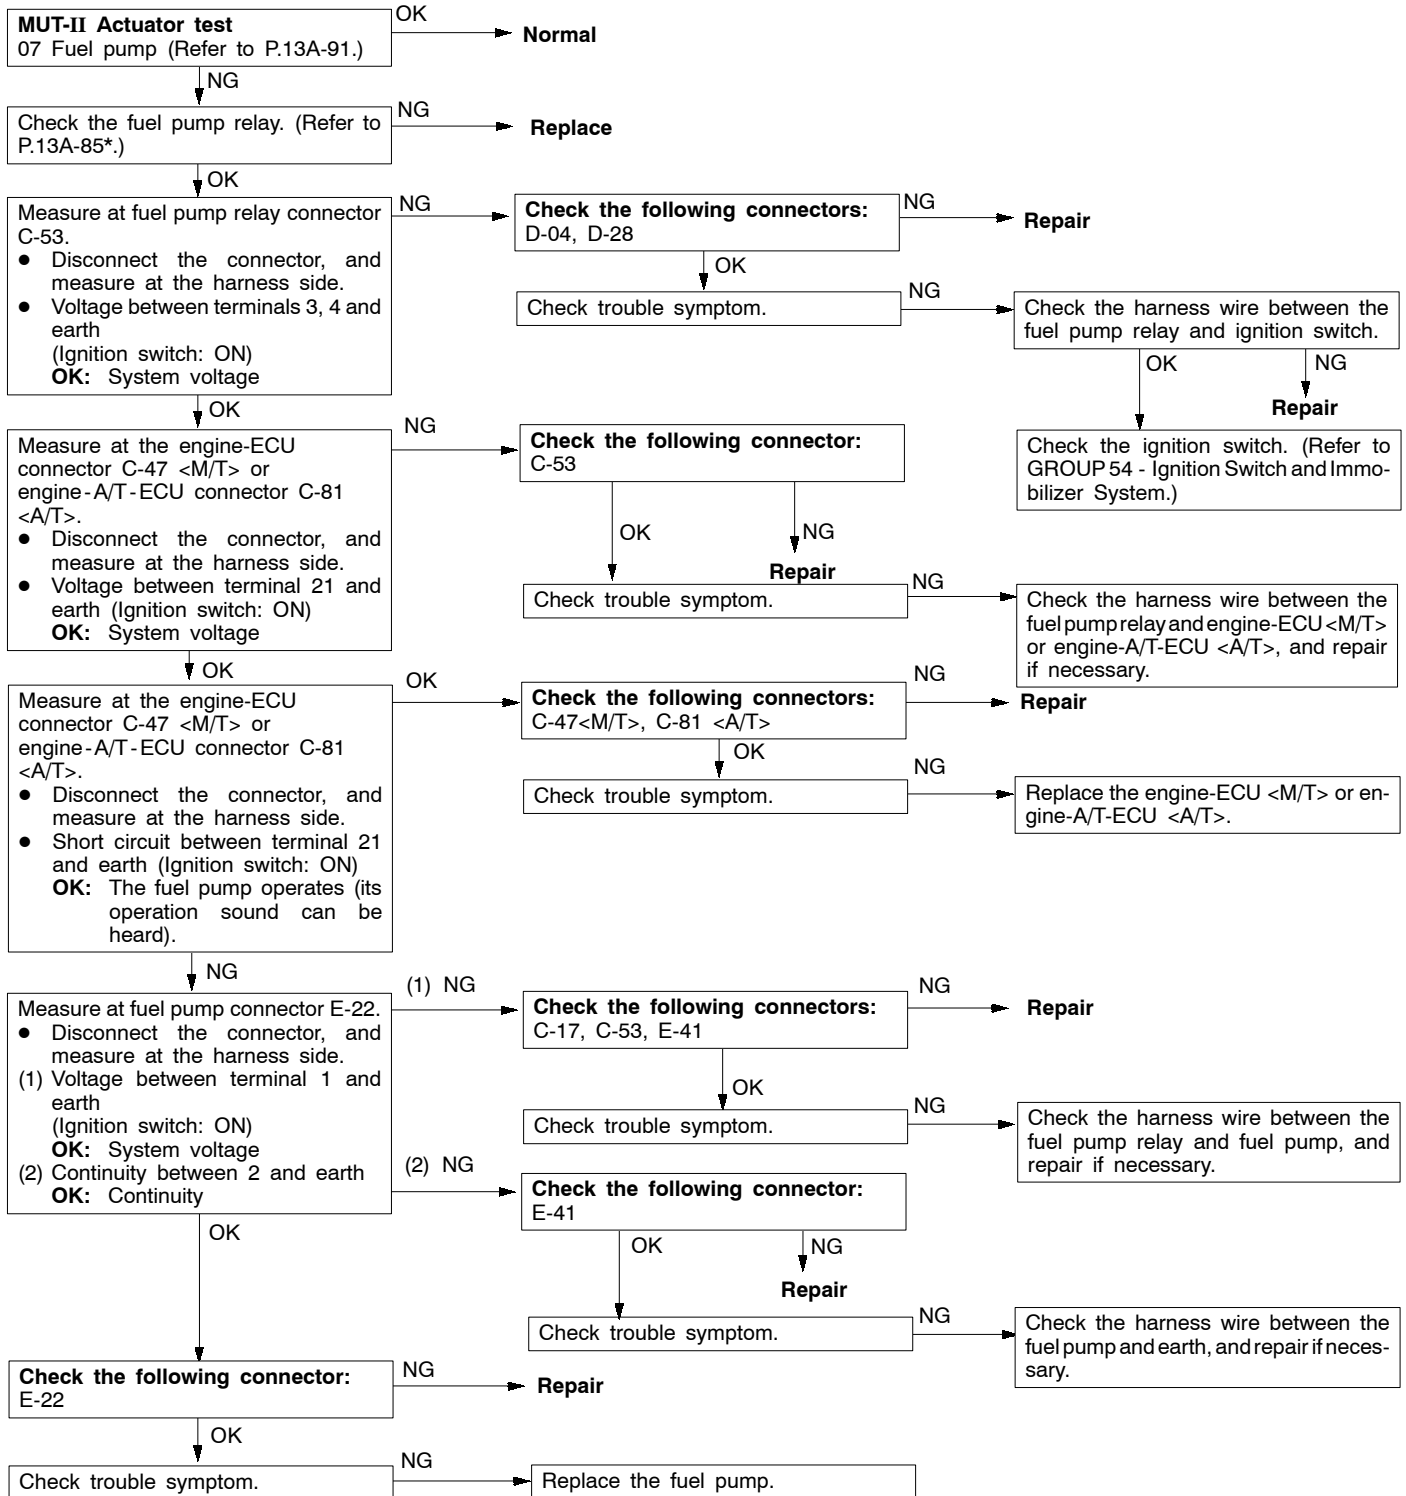 MUT-II Actuator test
07 Fuel pump (Refer to P.13A-91.)
OK
Normal
NG
Check the fuel pump relay. (Refer to
P.13A-85*.)
NG
Replace
OK
Measure at fuel pump relay connector
C-53.
● Disconnect the connector, and
measure at the harness side.
● Voltage between terminals 3, 4 and
earth
(Ignition switch: ON)
OK: System voltage
NG
Check the following connectors:
D-04, D-28
NG
Repair
OK
Check trouble symptom.
NG
Check the harness wire between the
fuel pump relay and ignition switch.
OK
NG
Repair
Check the ignition switch. (Refer to
GROUP 54 - Ignition Switch and Immo-
bilizer System.)
OK
Measure at the engine-ECU
connector C-47 <M/T> or
engine-A/T-ECU connector C-81
<A/T>.
● Disconnect the connector, and
measure at the harness side.
● Voltage between terminal 21 and
earth (Ignition switch: ON)
OK: System voltage
NG
Check the following connector:
C-53
OK
NG
Repair
Check trouble symptom.
NG
Check the harness wire between the
fuel pump relay and engine-ECU <M/T>
or engine-A/T-ECU <A/T>, and repair
if necessary.
OK
Measure at the engine-ECU
connector C-47 <M/T> or
engine-A/T-ECU connector C-81
<A/T>.
● Disconnect the connector, and
measure at the harness side.
● Short circuit between terminal 21
and earth (Ignition switch: ON)
OK: The fuel pump operates (its
operation sound can be
heard).
OK
Check the following connectors:
C-47<M/T>, C-81 <A/T>
NG
Repair
OK
Check trouble symptom.
NG
Replace the engine-ECU <M/T> or en-
gine-A/T-ECU <A/T>.
NG
Measure at fuel pump connector E-22.
● Disconnect the connector, and
measure at the harness side.
(1) Voltage between terminal 1 and
earth
(Ignition switch: ON)
OK: System voltage
(2) Continuity between 2 and earth
OK: Continuity
(1) NG
Check the following connectors:
C-17, C-53, E-41
NG
Repair
OK
Check trouble symptom.
NG
Check the harness wire between the
fuel pump relay and fuel pump, and
repair if necessary.
(2) NG
Check the following connector:
E-41
OK
NG
Repair
Check trouble symptom.
NG
Check the harness wire between the
fuel pump and earth, and repair if neces-
sary.
OK
Check the following connector:
E-22
NG
Repair
OK
Check trouble symptom.
NG
Replace the fuel pump.